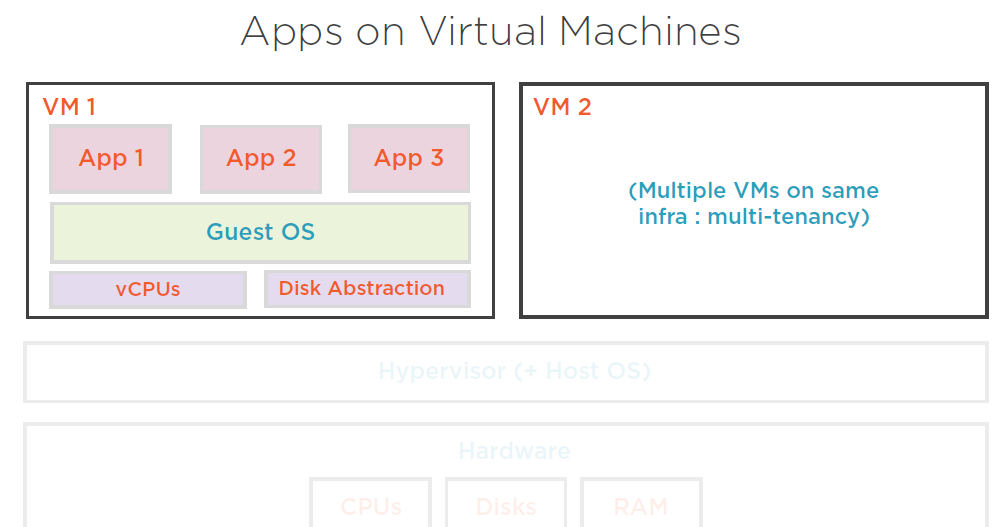 Apps on Virtual Machines
VM 1
App 1
App 2
App 3
Guest OS
vCPUs
Disk Abstraction
VM 2
(Multiple VMs on same
infra : multi-tenancy)
Hypervisor (+ Host OS)
Hardware
CPUs
Disks
RAM